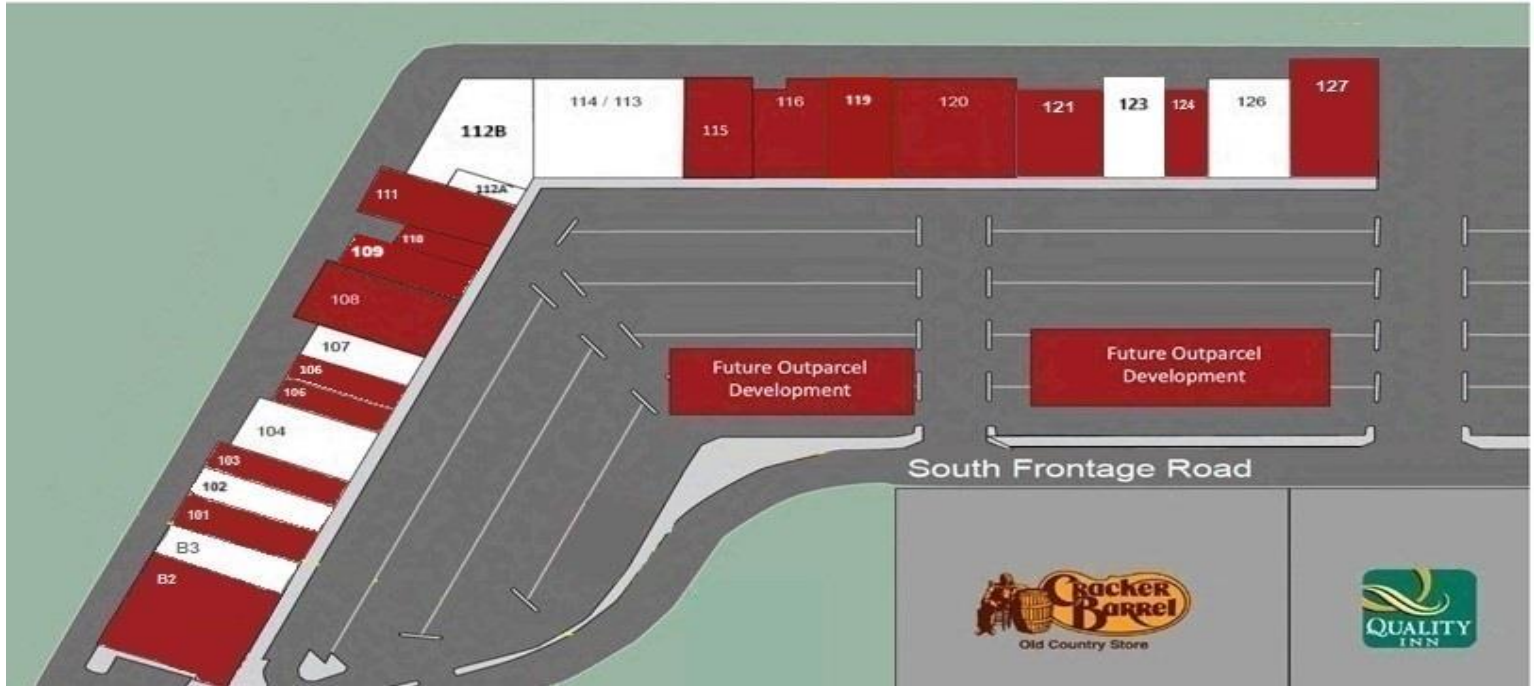 114 / 113
115
116
119
120
121
123
124
126
127
112B
112A
111
110
109
108
107
106
106
104
103
102
101
B3
B2
Future Outparcel
Development
Future Outparcel
Development
South Frontage Road
Cracker
Barrel
Old Country Store
QUALITY
INN